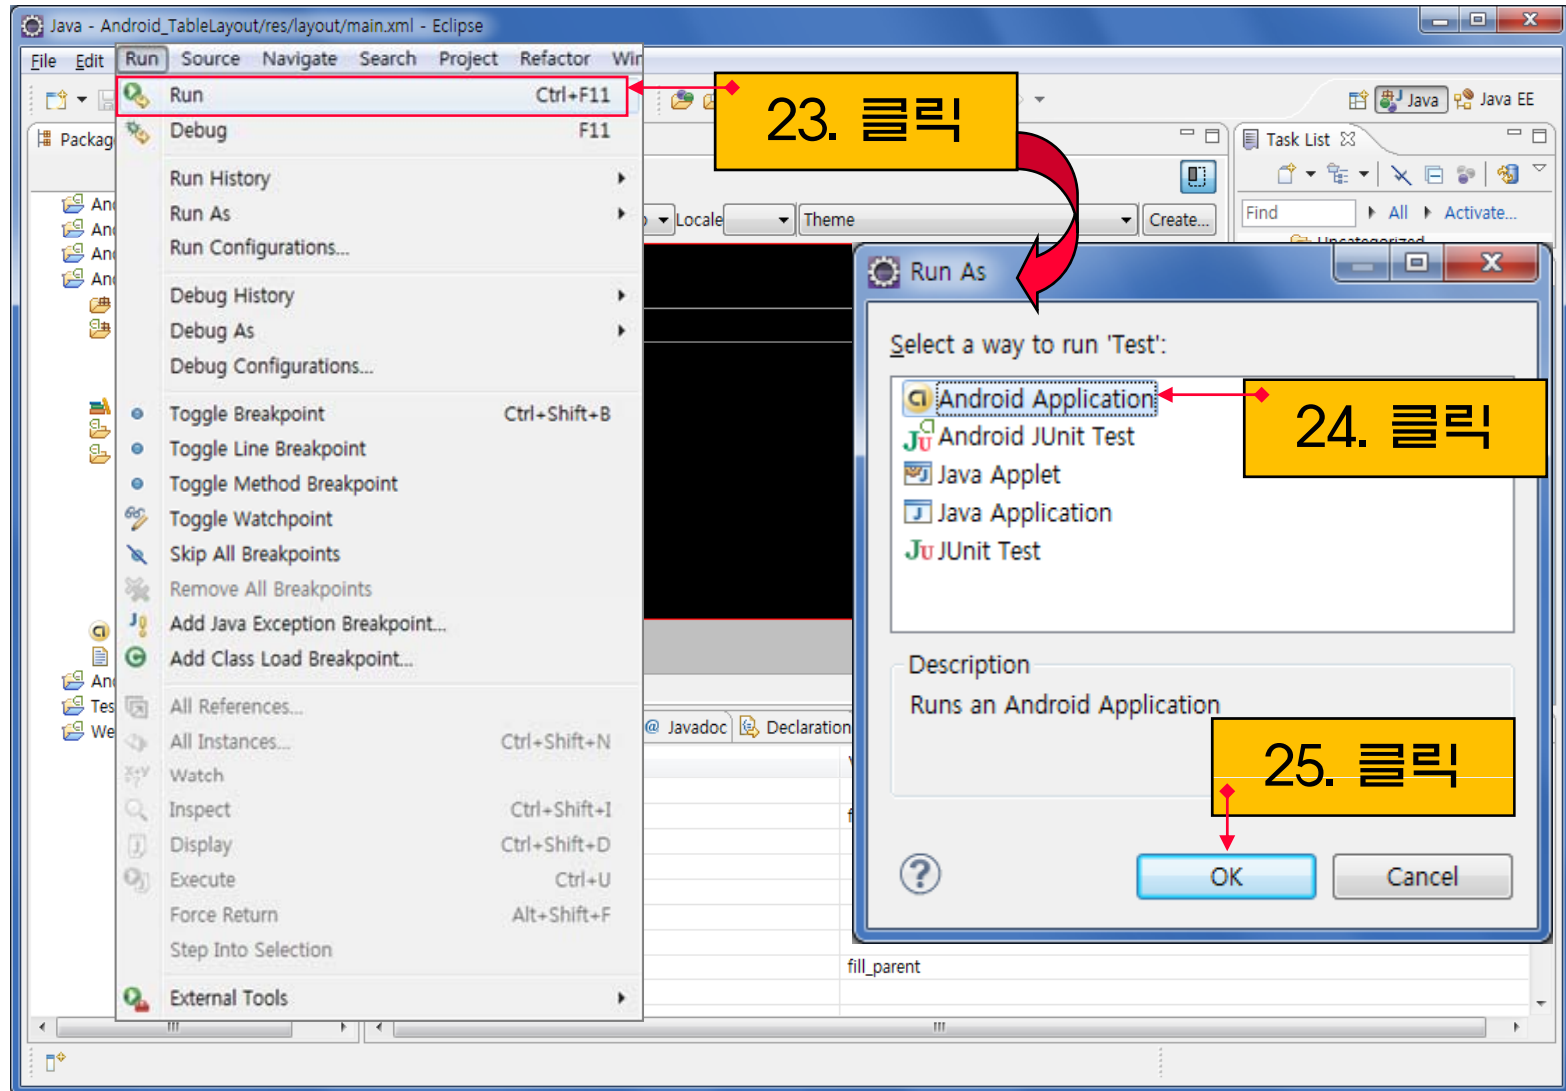 Java - Android_TableLayout/res/layout/main.xml - Eclipse
File Edit Run Source Navigate Search Project Refactor
Run Ctrl+F11
23. 클릭
Java Java EE
Debug F11
Task List
Run History
Run As
Locale Theme Create...
Find All Activate...
Run Configurations...
Uncategorized
Debug History
Debug As
Debug Configurations...
Toggle Breakpoint Ctrl+Shift+B
Toggle Line Breakpoint
Toggle Method Breakpoint
Toggle Watchpoint
Skip All Breakpoints
Remove All Breakpoints
Add Java Exception Breakpoint...
Add Class Load Breakpoint...
All References...
All Instances... Ctrl+Shift+N
Watch
Inspect Ctrl+Shift+I
Display Ctrl+Shift+D
Execute Ctrl+U
Force Return Alt+Shift+F
Step Into Selection
External Tools
@ Javadoc Declaration
fill_parent
Run As
Select a way to run 'Test':
Android Application
24. 클릭
Android JUnit Test
Java Applet
Java Application
JUnit Test
Description
Runs an Android Application
25. 클릭
OK Cancel